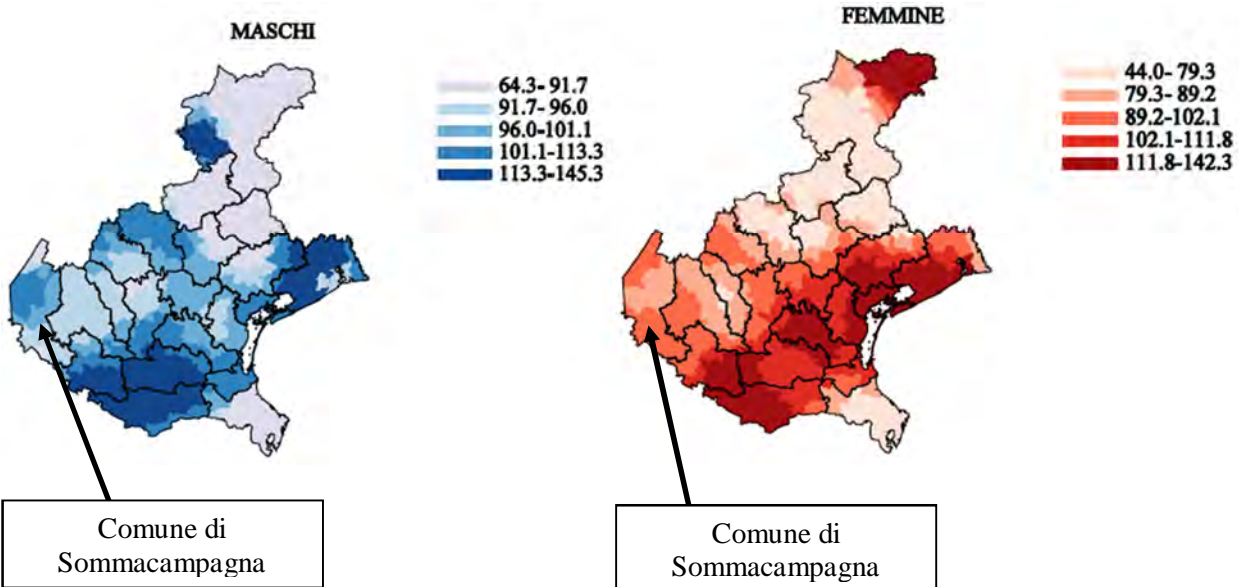 MASCHI
64.3- 91.7
91.7- 96.0
96.0-101.1
101.1-113.3
113.3-145.3
Comune di
Sommacampagna
FEMMINE
44.0- 79.3
79.3- 89.2
89.2-102.1
102.1-111.8
111.8-142.3
Comune di
Sommacampagna